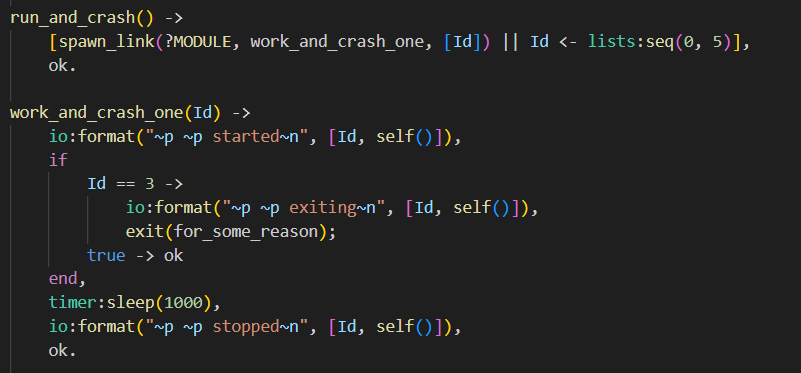 run_and_crash() ->
    [spawn_link(?MODULE, work_and_crash_one, [Id]) || Id <- lists:seq(0, 5)],
    ok.

work_and_crash_one(Id) ->
    io:format("~p ~p started~n", [Id, self()]),
    if
        Id == 3 ->
            io:format("~p ~p exiting~n", [Id, self()]),
            exit(for_some_reason);
        true -> ok
    end,
    timer:sleep(1000),
    io:format("~p ~p stopped~n", [Id, self()]),
    ok.